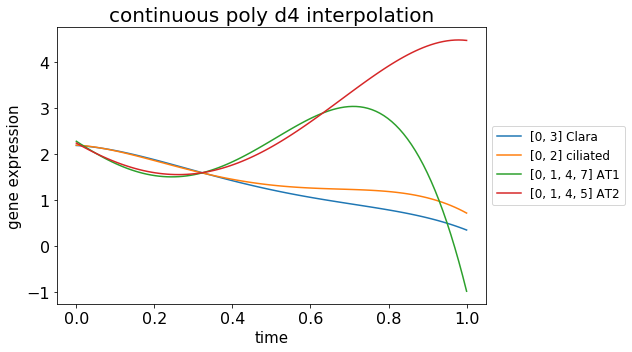 continuous poly d4 interpolation
gene expression
4
3
2
1
0
−1
0.0 0.2 0.4 0.6 0.8 1.0
time
[0, 3] Clara
[0, 2] ciliated
[0, 1, 4, 7] AT1
[0, 1, 4, 5] AT2